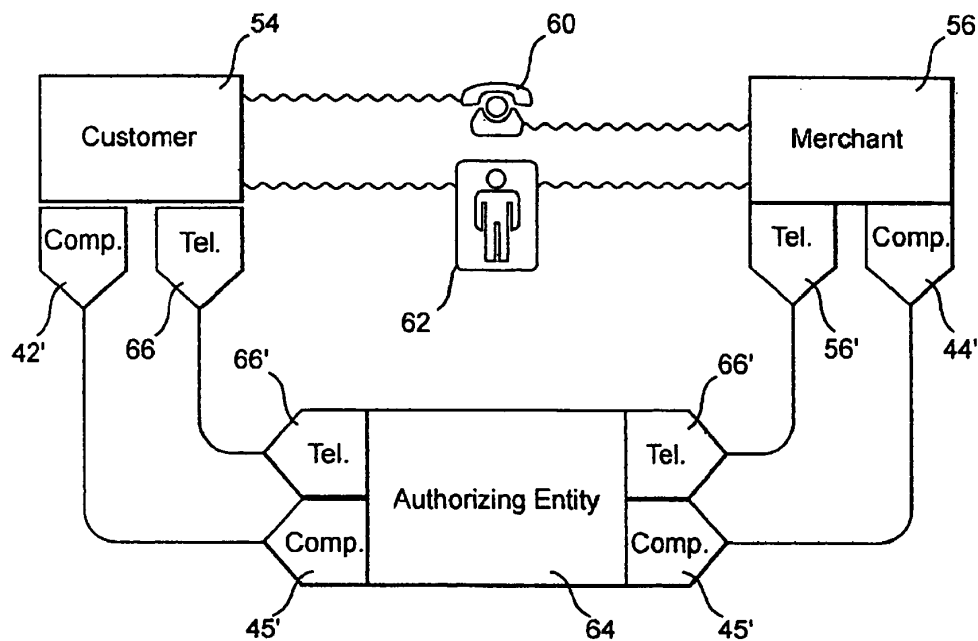 54
60
56
Customer
Merchant
Comp.
Tel.
Tel.
Comp.
42'
66
62
56'
44'
66'
66'
Tel.
Authorizing Entity
Tel.
Comp.
Comp.
45'
64
45'